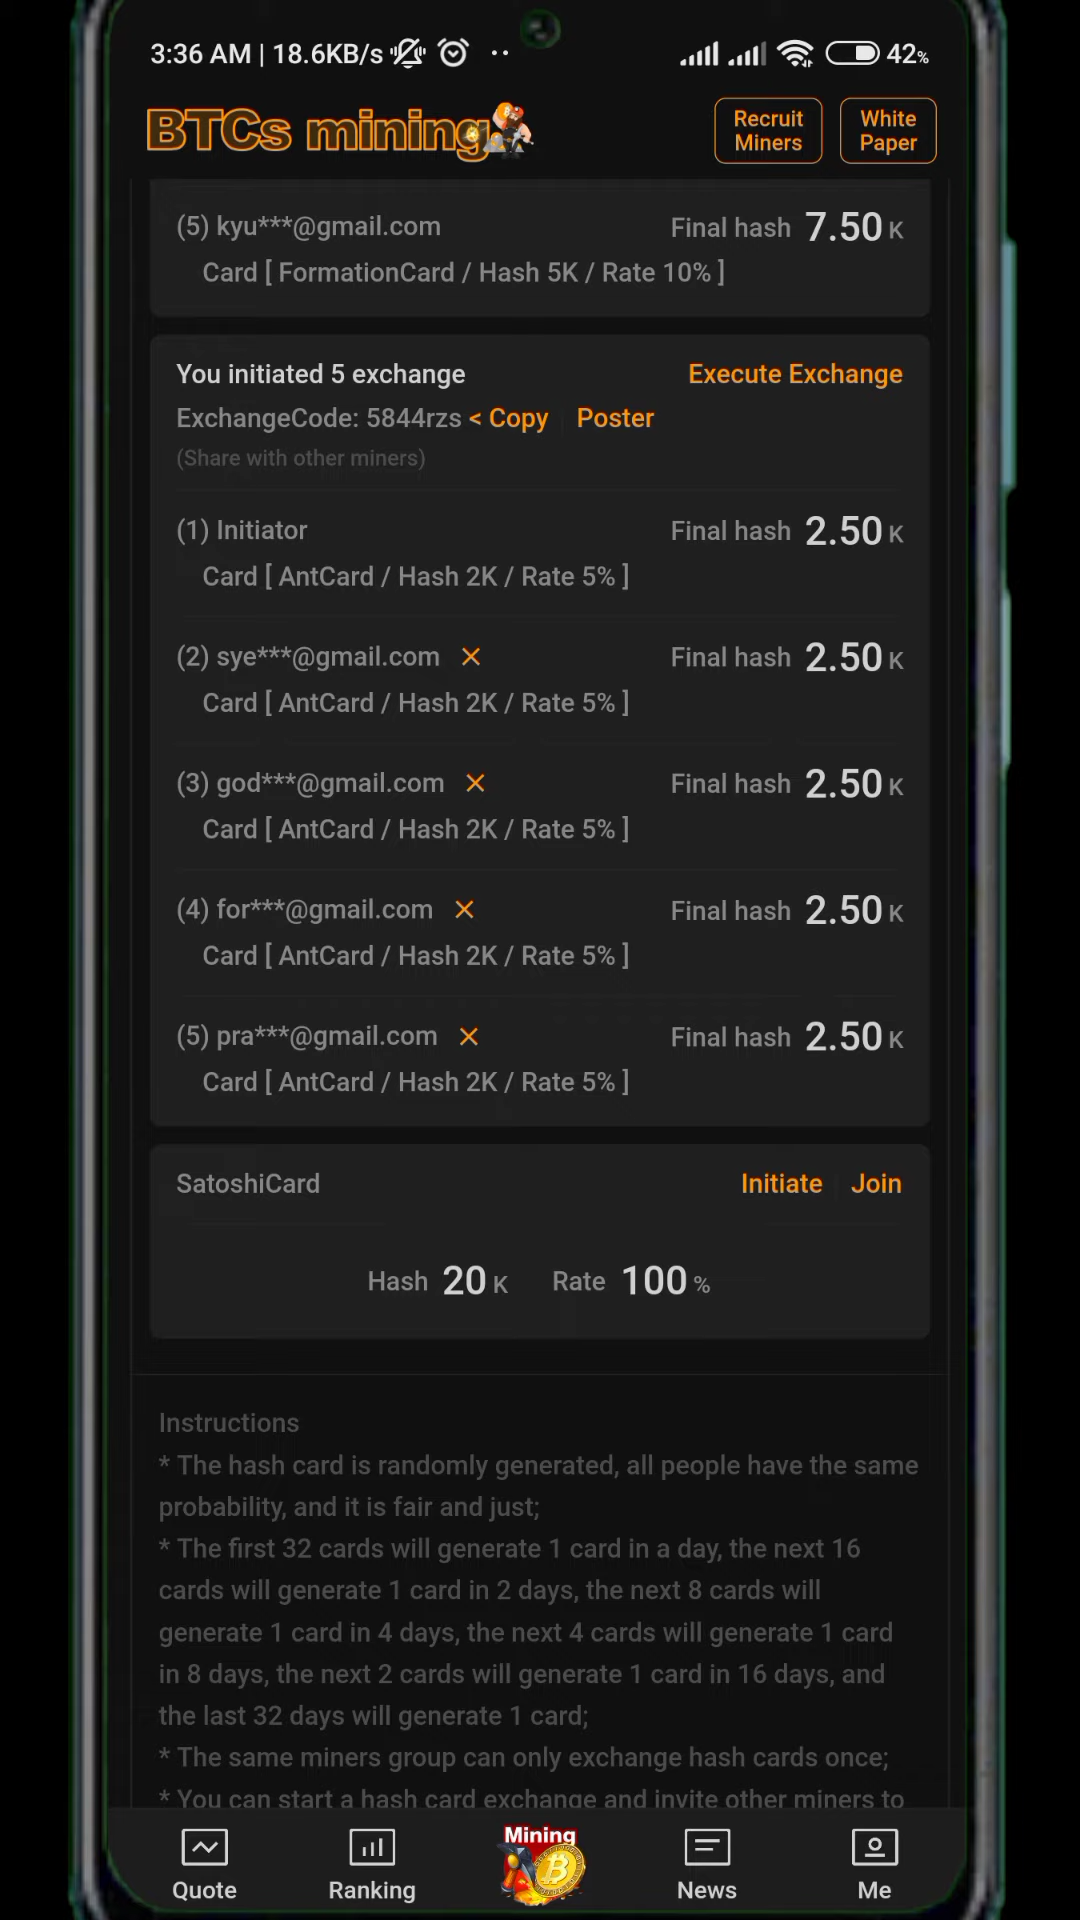 3:36 AM | 18.6KB/s 42%
BTCs mining
Recruit Miners
White Paper
(5) kyu***@gmail.com Final hash 7.50 K
Card [ FormationCard / Hash 5K / Rate 10% ]
You initiated 5 exchange Execute Exchange
ExchangeCode: 5844rzs < Copy Poster
(Share with other miners)
(1) Initiator Final hash 2.50 K
Card [ AntCard / Hash 2K / Rate 5% ]
(2) sye***@gmail.com × Final hash 2.50 K
Card [ AntCard / Hash 2K / Rate 5% ]
(3) god***@gmail.com × Final hash 2.50 K
Card [ AntCard / Hash 2K / Rate 5% ]
(4) for***@gmail.com × Final hash 2.50 K
Card [ AntCard / Hash 2K / Rate 5% ]
(5) pra***@gmail.com × Final hash 2.50 K
Card [ AntCard / Hash 2K / Rate 5% ]
SatoshiCard Initiate Join
Hash 20 K Rate 100 %
Instructions
* The hash card is randomly generated, all people have the same
probability, and it is fair and just;
* The first 32 cards will generate 1 card in a day, the next 16
cards will generate 1 card in 2 days, the next 8 cards will
generate 1 card in 4 days, the next 4 cards will generate 1 card
in 8 days, the next 2 cards will generate 1 card in 16 days, and
the last 32 days will generate 1 card;
* The same miners group can only exchange hash cards once;
* You can start a hash card exchange and invite other miners to
Mining
Quote Ranking News Me